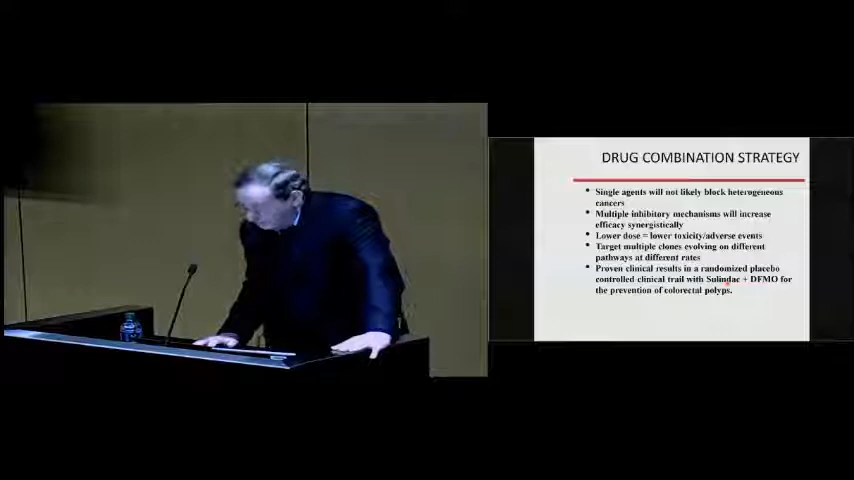 DRUG COMBINATION STRATEGY
• Single agents will not likely block heterogeneous
cancers
• Multiple inhibitory mechanisms will increase
efficacy synergistically
• Lower dose = lower toxicity/adverse events
• Target multiple clones evolving on different
pathways at different rates
• Proven clinical results in a randomized placebo
controlled clinical trail with Sulindac + DFMO for
the prevention of colorectal polyps.